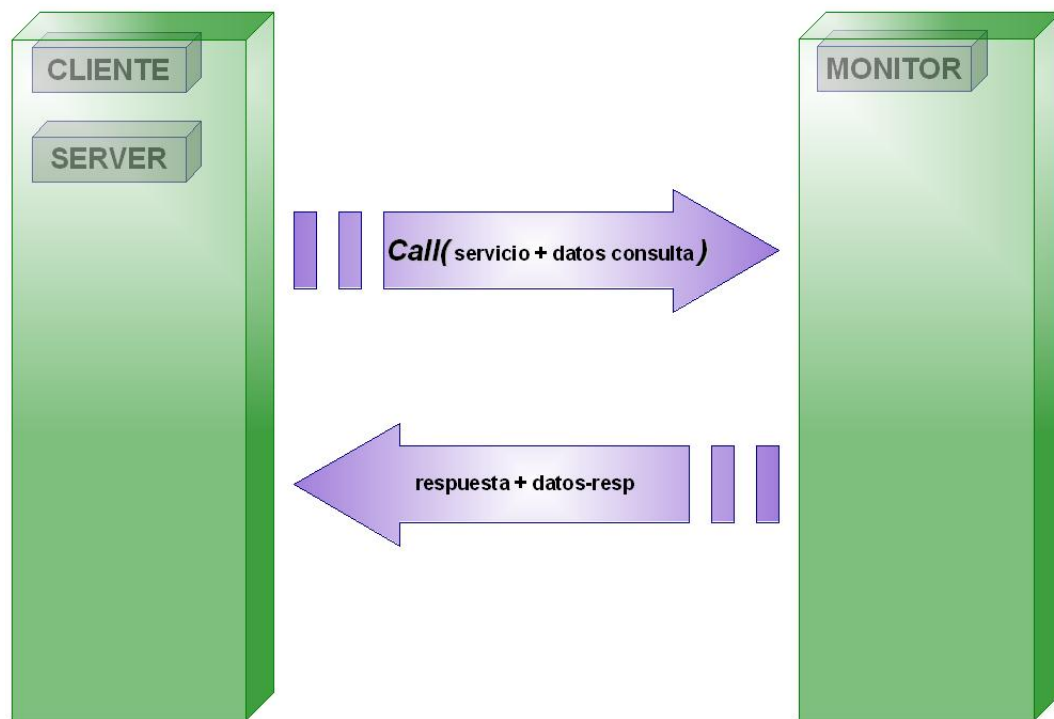 CLIENTE
MONITOR
SERVER
Call( servicio + datos consulta )
respuesta + datos-resp